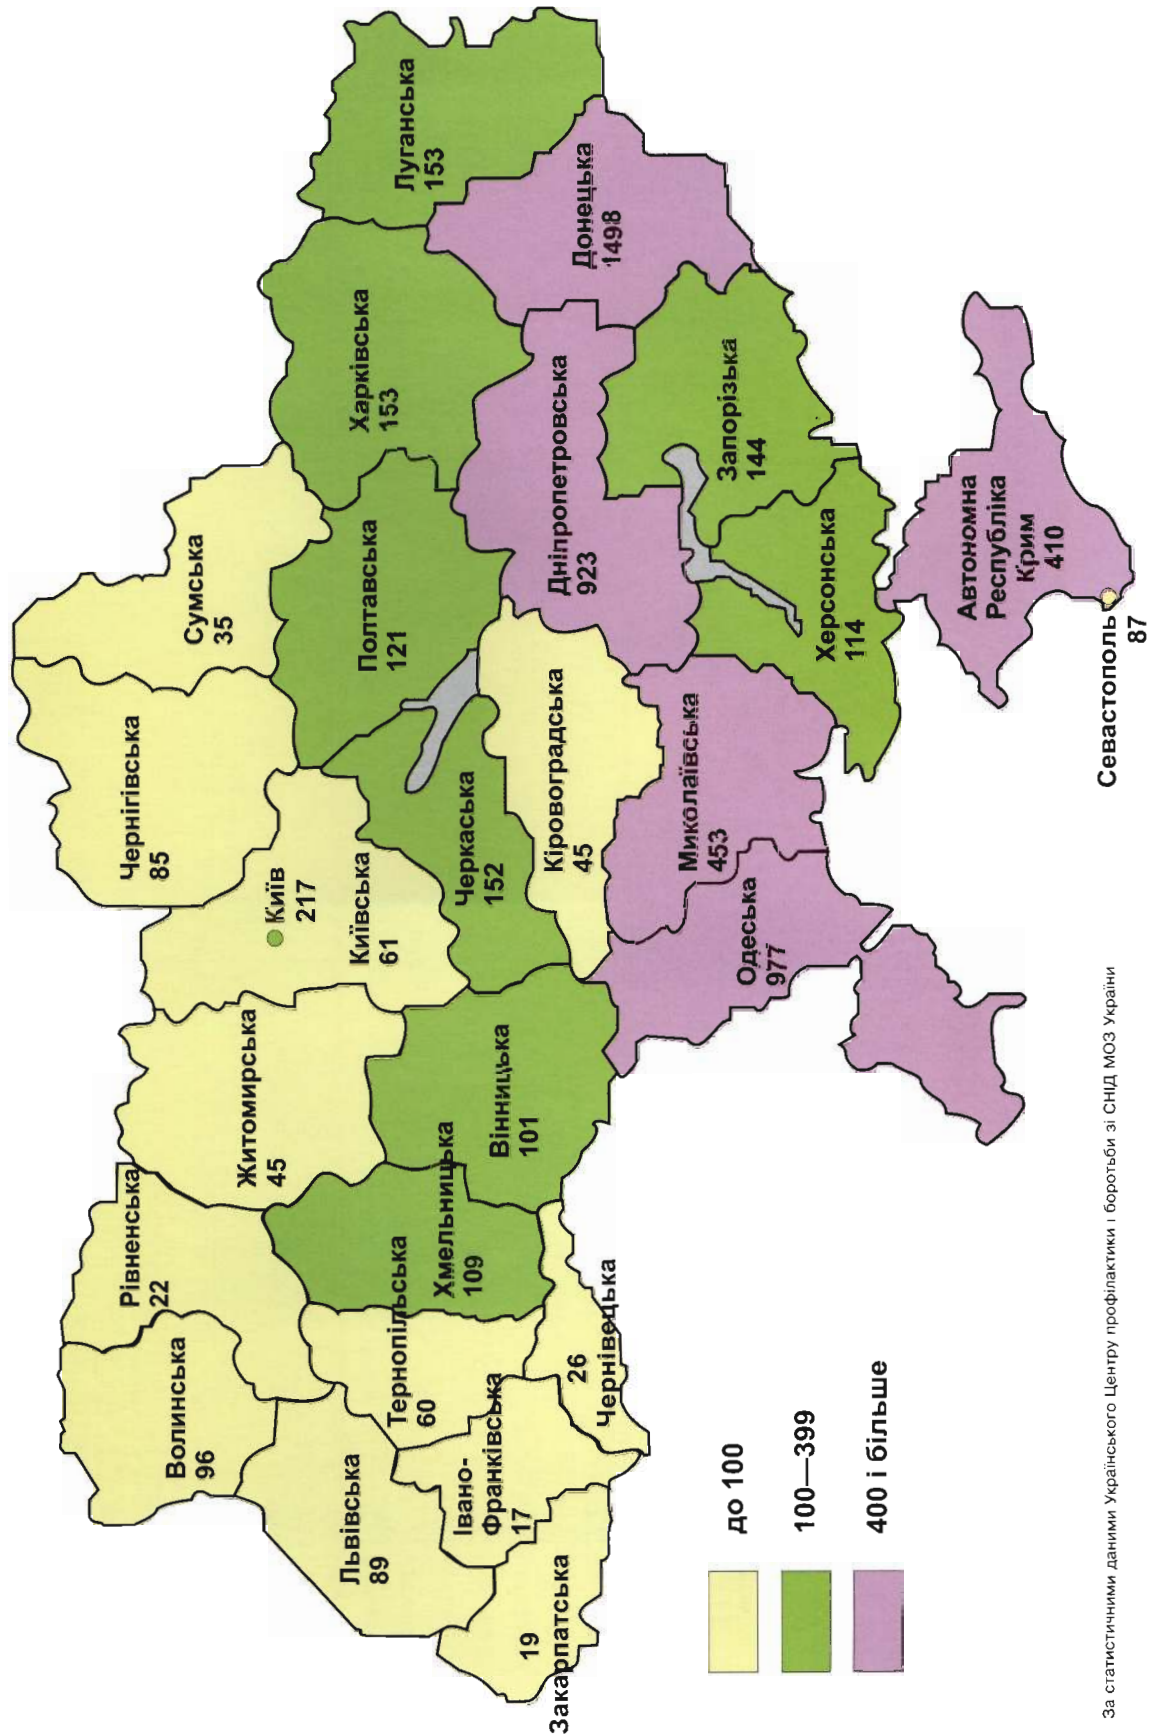 Волинська
96
Рівненська
22
Житомирська
45
Київ
217
Київська
61
Чернігівська
85
Сумська
35
Львівська
89
Тернопільська
60
Хмельницька
109
Вінницька
101
Черкаська
152
Полтавська
121
Харківська
153
Луганська
153
19
Закарпатська
Івано-
Франківська
17
26
Чернівецька
Кіровоградська
45
Дніпропетровська
923
Донецька
1498
Одеська
977
Миколаївська
453
Херсонська
114
Запорізька
144
Автономна
Республіка
Крим
410
Севастополь
87
до 100
100—399
400 і більше
За статистичними даними Українського Центру профілактики і боротьби зі СНІД МОЗ України